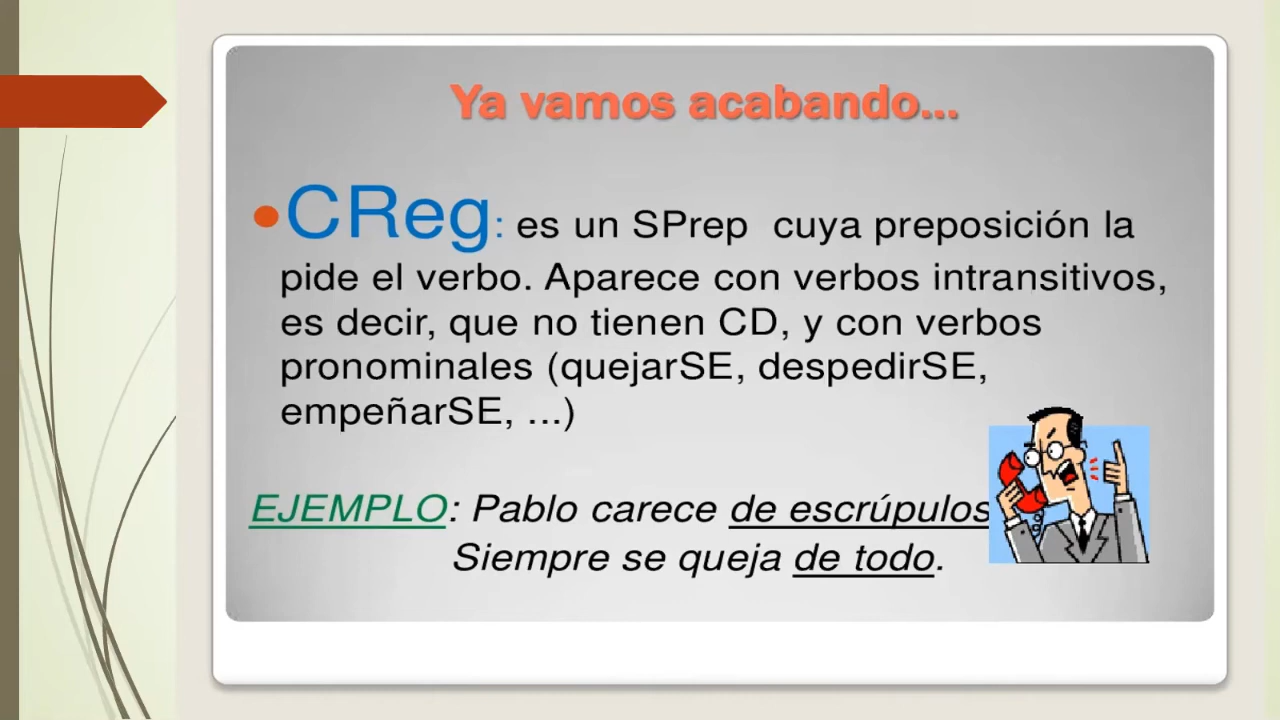 Ya vamos acabando...
•CReg: es un SPrep cuya preposición la
pide el verbo. Aparece con verbos intransitivos,
es decir, que no tienen CD, y con verbos
pronominales (quejarSE, despedirSE,
empeñarSE, ...)
EJEMPLO: Pablo carece de escrúpulos
Siempre se queja de todo.